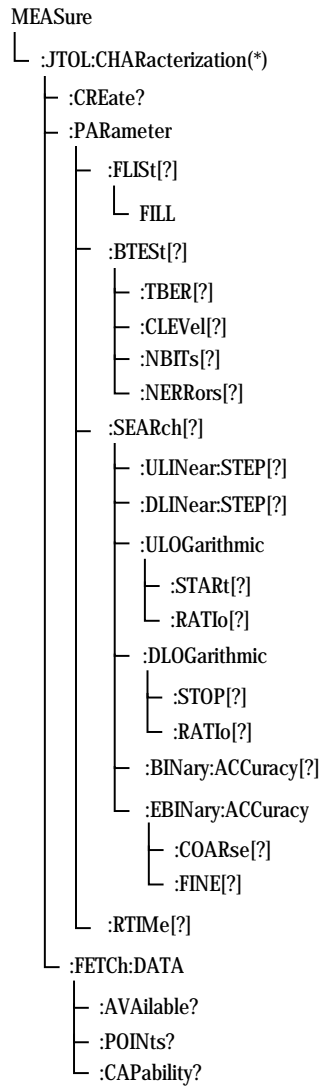 MEASure
:JTOL:CHARacterization(*)
:CREate?
:PARameter
:FLISt[?]
FILL
:BTESt[?]
:TBER[?]
:CLEVel[?]
:NBITs[?]
:NERRors[?]
:SEARch[?]
:ULINear:STEP[?]
:DLINear:STEP[?]
:ULOGarithmic
:STARt[?]
:RATIo[?]
:DLOGarithmic
:STOP[?]
:RATIo[?]
:BINary:ACCuracy[?]
:EBINary:ACCuracy
:COARse[?]
:FINE[?]
:RTIMe[?]
:FETCh:DATA
:AVAilable?
:POINts?
:CAPability?